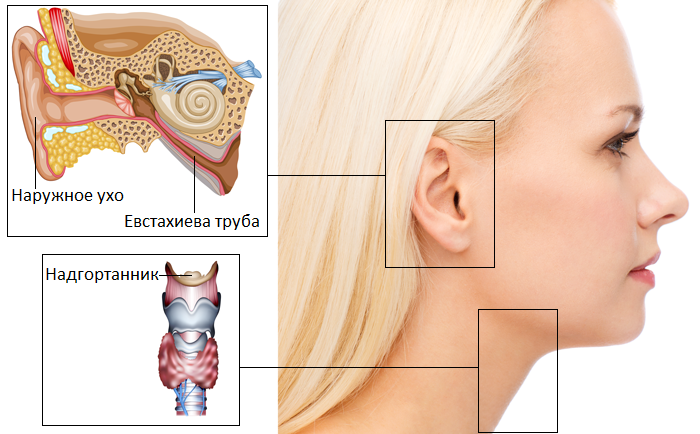 Наружное ухо
Евстахиева труба
Надгортанник